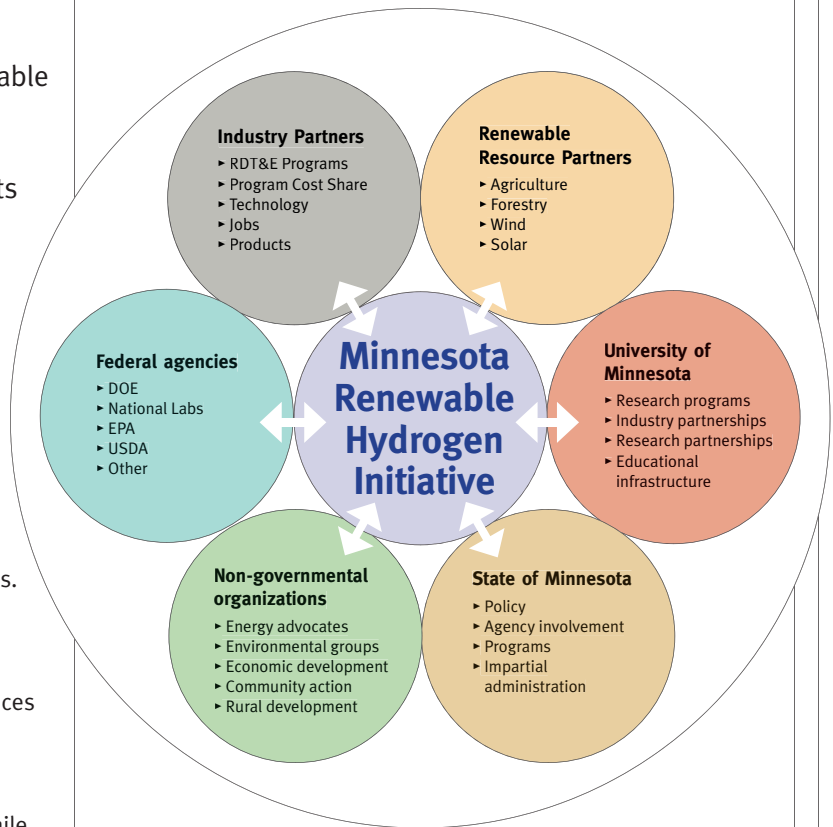 Industry Partners
► RDT&E Programs
► Program Cost Share
► Technology
► Jobs
► Products
Renewable
Resource Partners
► Agriculture
► Forestry
► Wind
► Solar
Federal agencies
► DOE
► National Labs
► EPA
► USDA
► Other
Minnesota
Renewable
Hydrogen
Initiative
University of
Minnesota
► Research programs
► Industry partnerships
► Research partnerships
► Educational
infrastructure
Non-governmental
organizations
► Energy advocates
► Environmental groups
► Economic development
► Community action
► Rural development
State of Minnesota
► Policy
► Agency involvement
► Programs
► Impartial
administration